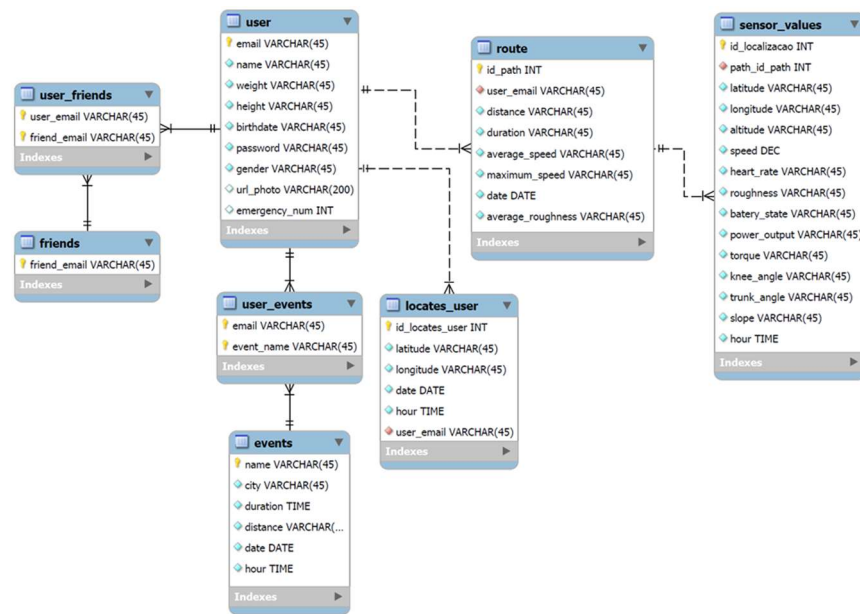 user
email VARCHAR(45)
name VARCHAR(45)
weight VARCHAR(45)
height VARCHAR(45)
birthdate VARCHAR(45)
password VARCHAR(45)
gender VARCHAR(45)
url_photo VARCHAR(200)
emergency_num INT
Indexes
user_friends
user_email VARCHAR(45)
friend_email VARCHAR(45)
Indexes
friends
friend_email VARCHAR(45)
Indexes
user_events
email VARCHAR(45)
event_name VARCHAR(45)
Indexes
events
name VARCHAR(45)
city VARCHAR(45)
duration TIME
distance VARCHAR(...
date DATE
hour TIME
Indexes
locates_user
id_locates_user INT
latitude VARCHAR(45)
longitude VARCHAR(45)
date DATE
hour TIME
user_email VARCHAR(45)
Indexes
route
id_path INT
user_email VARCHAR(45)
distance VARCHAR(45)
duration VARCHAR(45)
average_speed VARCHAR(45)
maximum_speed VARCHAR(45)
date DATE
average_roughness VARCHAR(45)
Indexes
sensor_values
id_localizacao INT
path_id_path INT
latitude VARCHAR(45)
longitude VARCHAR(45)
altitude VARCHAR(45)
speed DEC
heart_rate VARCHAR(45)
roughness VARCHAR(45)
batery_state VARCHAR(45)
power_output VARCHAR(45)
torque VARCHAR(45)
knee_angle VARCHAR(45)
trunk_angle VARCHAR(45)
slope VARCHAR(45)
hour TIME
Indexes